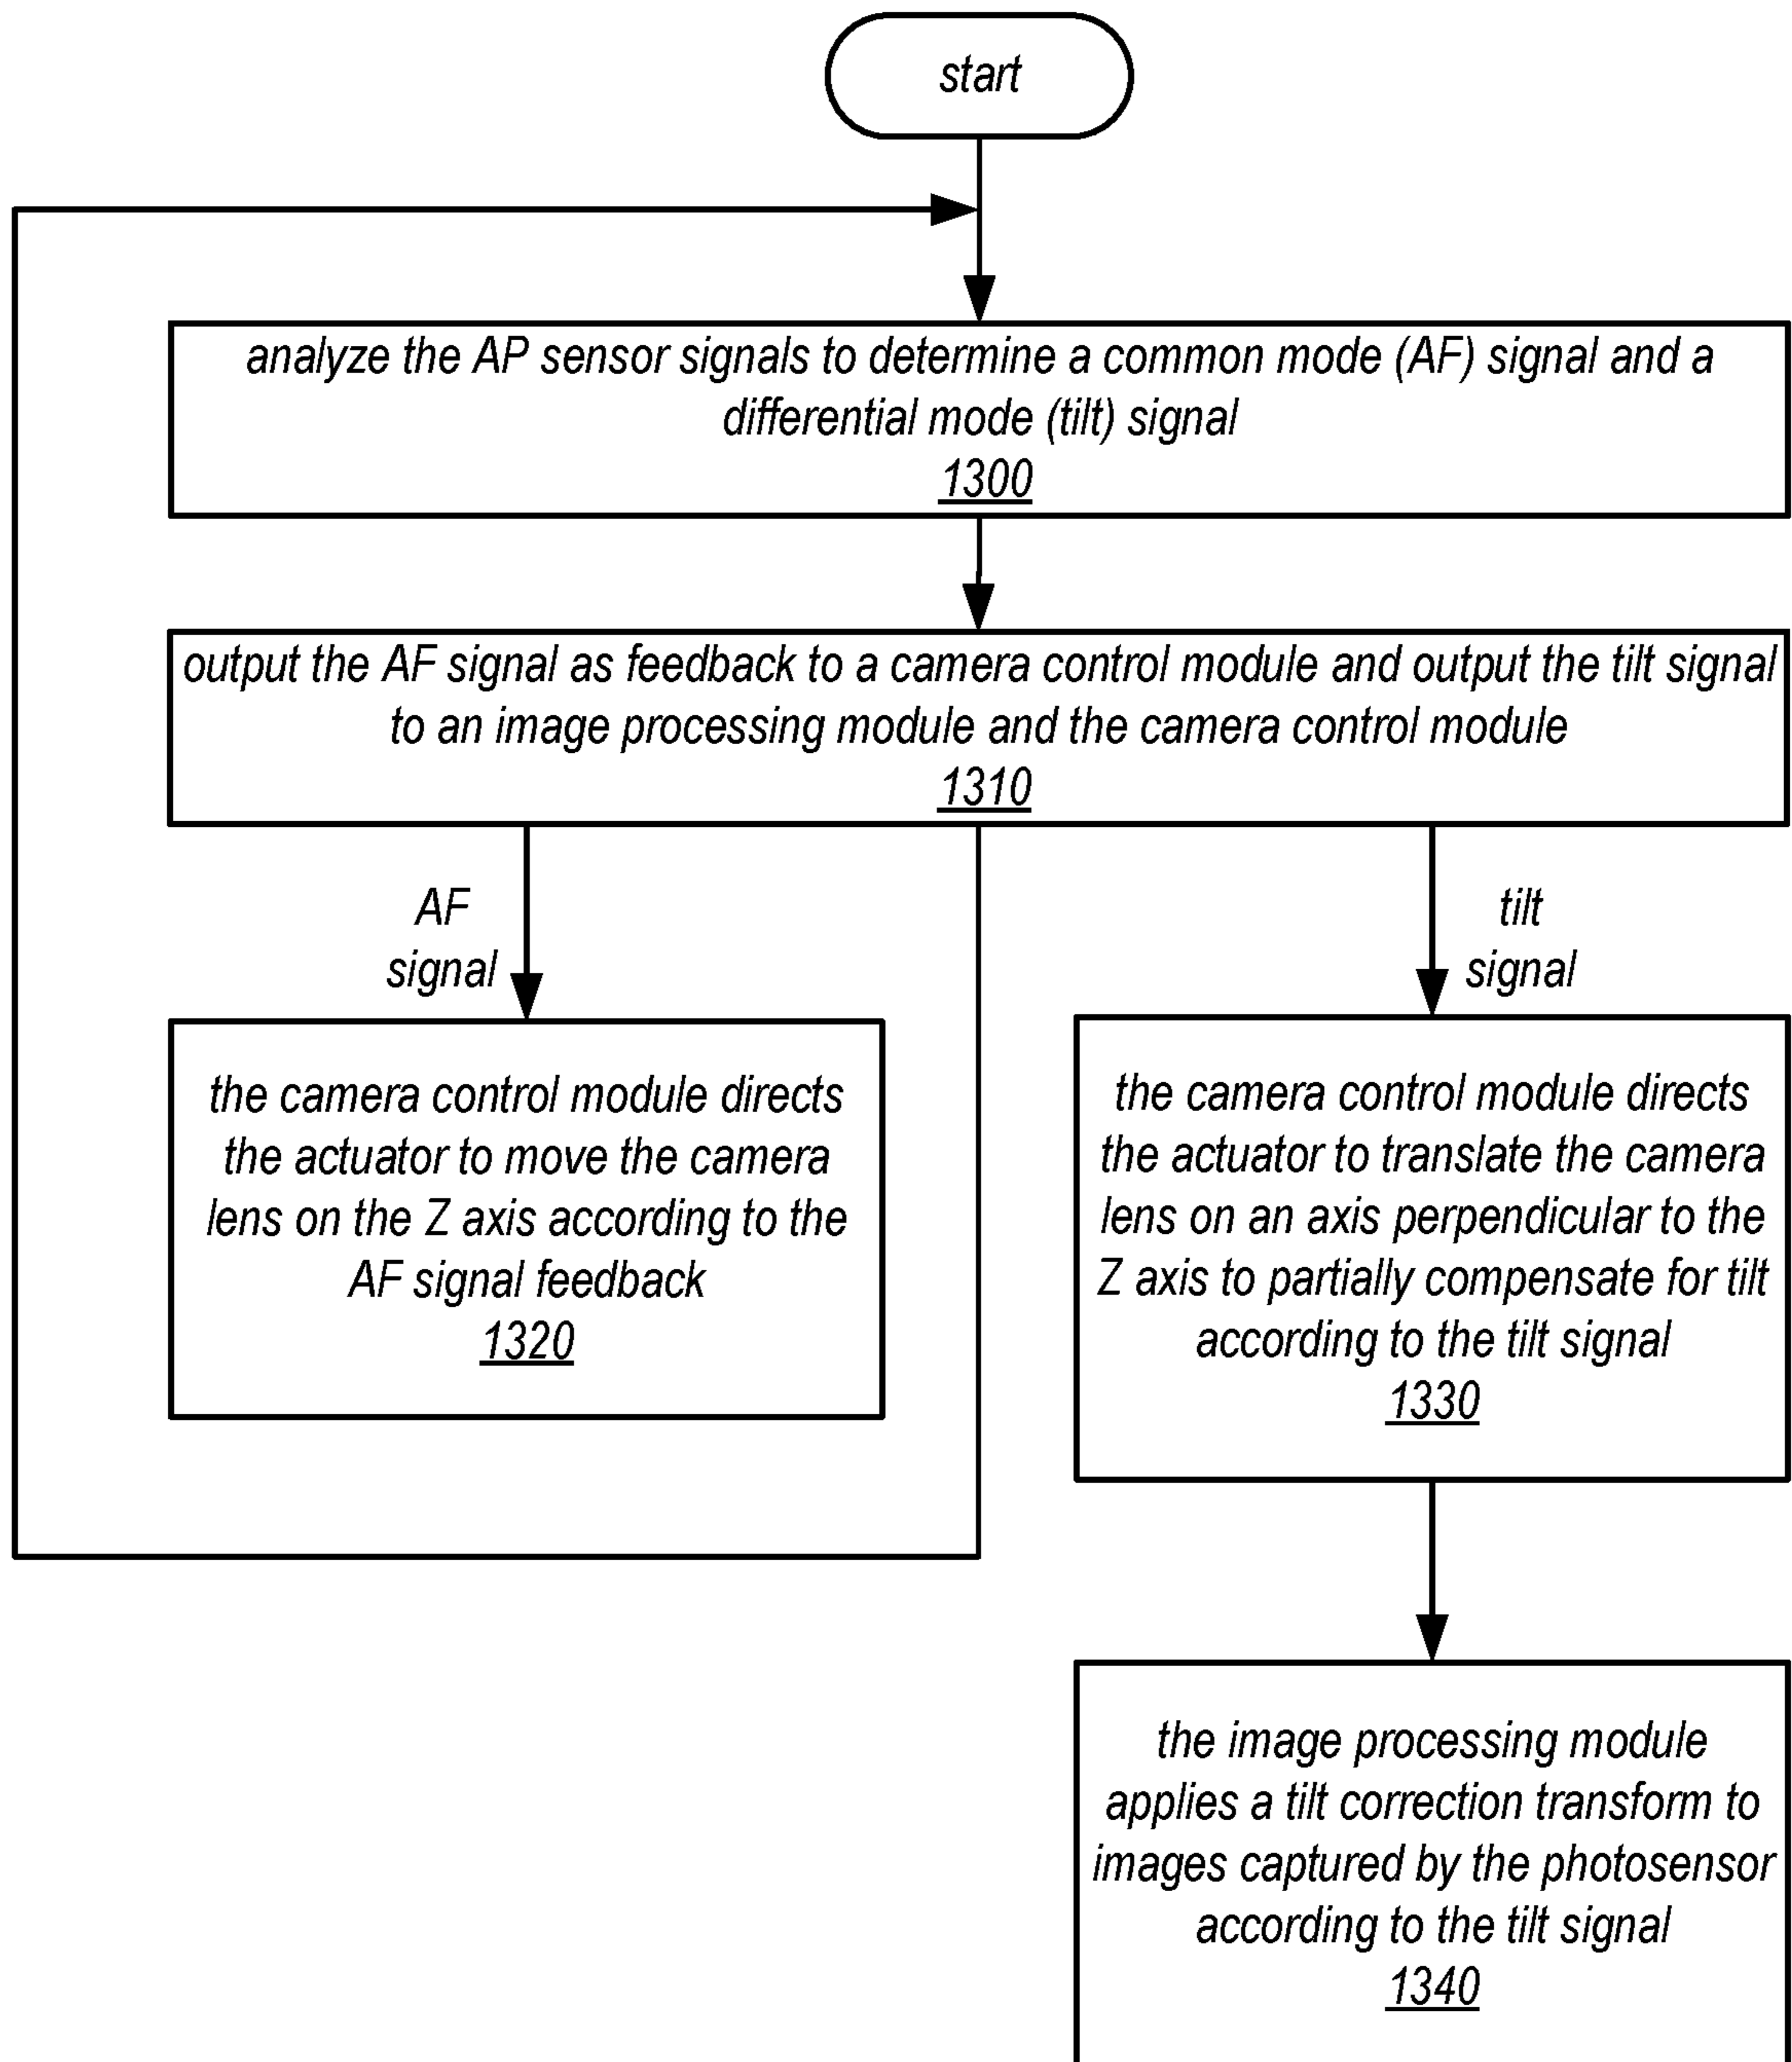 start
analyze the AP sensor signals to determine a common mode (AF) signal and a
differential mode (tilt) signal
1300
output the AF signal as feedback to a camera control module and output the tilt signal
to an image processing module and the camera control module
1310
AF
signal
tilt
signal
the camera control module directs
the actuator to move the camera
lens on the Z axis according to the
AF signal feedback
1320
the camera control module directs
the actuator to translate the camera
lens on an axis perpendicular to the
Z axis to partially compensate for tilt
according to the tilt signal
1330
the image processing module
applies a tilt correction transform to
images captured by the photosensor
according to the tilt signal
1340